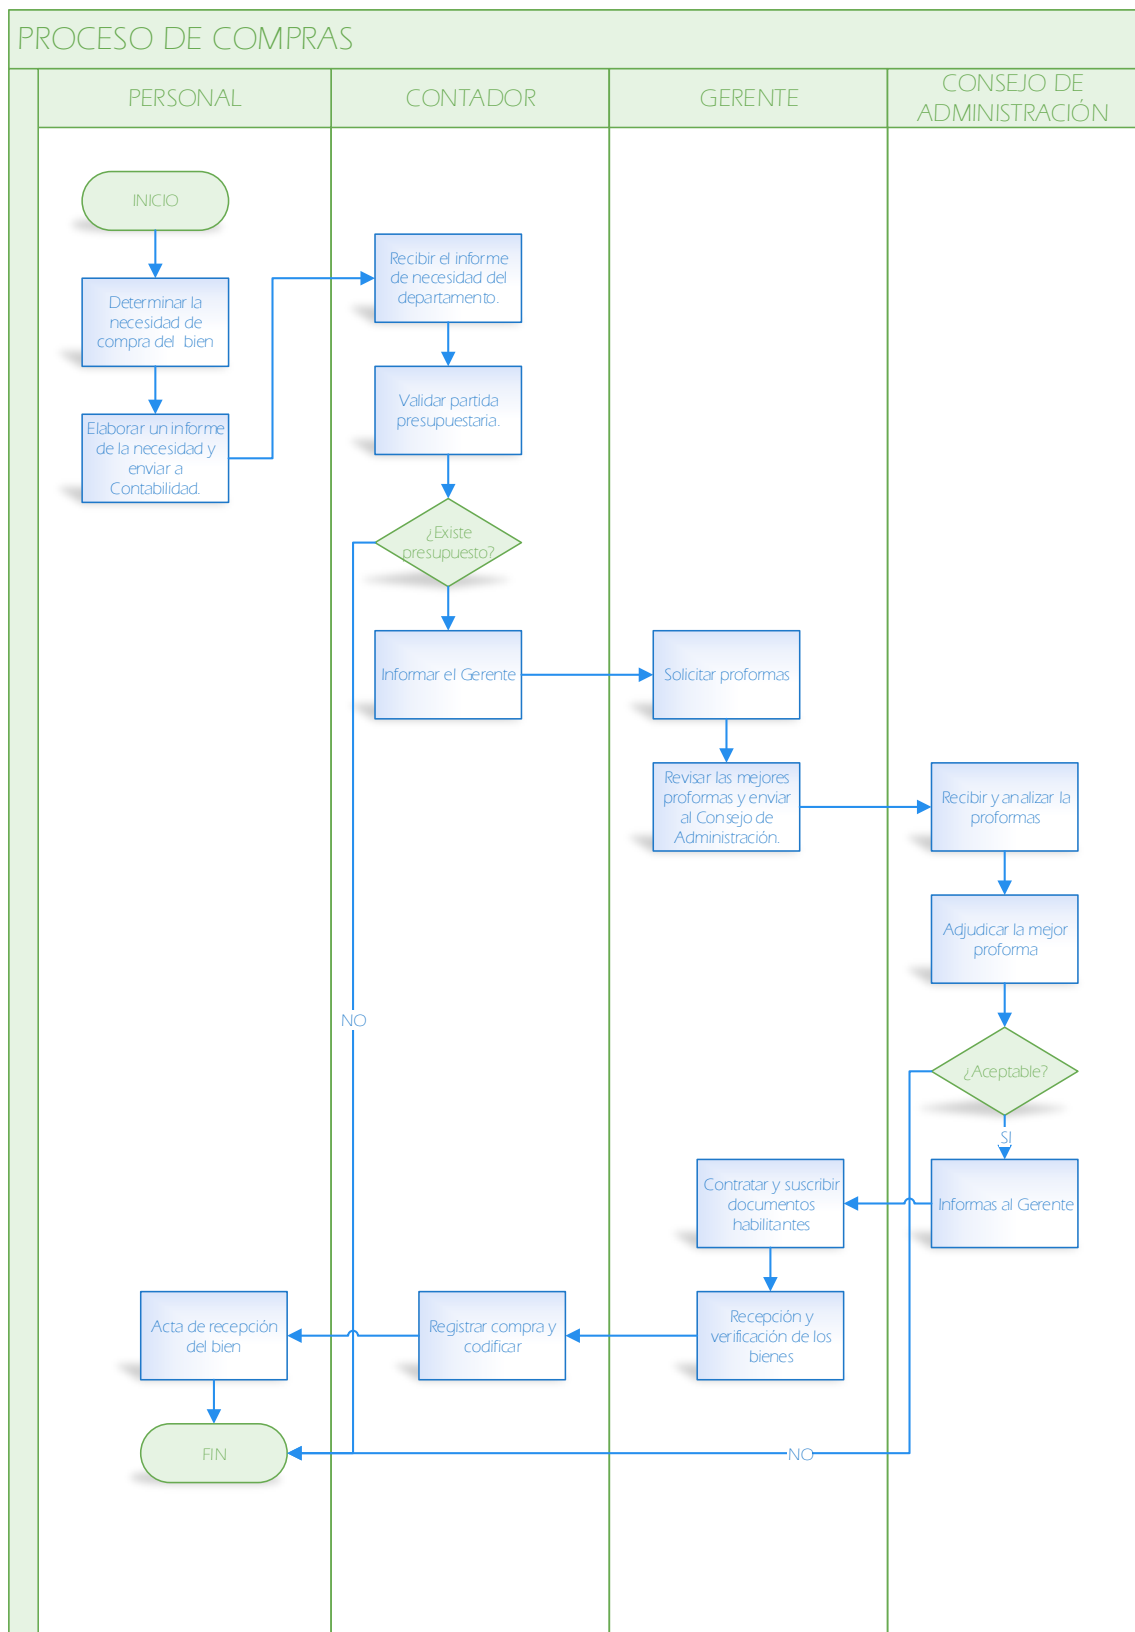 PROCESO DE COMPRAS
PERSONAL
CONTADOR
GERENTE
CONSEJO DE
ADMINISTRACIÓN
INICIO
Determinar la
necesidad de
compra del bien
Elaborar un informe
de la necesidad y
enviar a
Contabilidad.
Recibir el informe
de necesidad del
departamento.
Validar partida
presupuestaria.
¿Existe
presupuesto?
Informar el Gerente
Solicitar proformas
Revisar las mejores
proformas y enviar
al Consejo de
Administración.
Recibir y analizar la
proformas
Adjudicar la mejor
proforma
NO
¿Aceptable?
SI
Informas al Gerente
Contratar y suscribir
documentos
habilitantes
Recepción y
verificación de los
bienes
Registrar compra y
codificar
Acta de recepción
del bien
FIN
NO